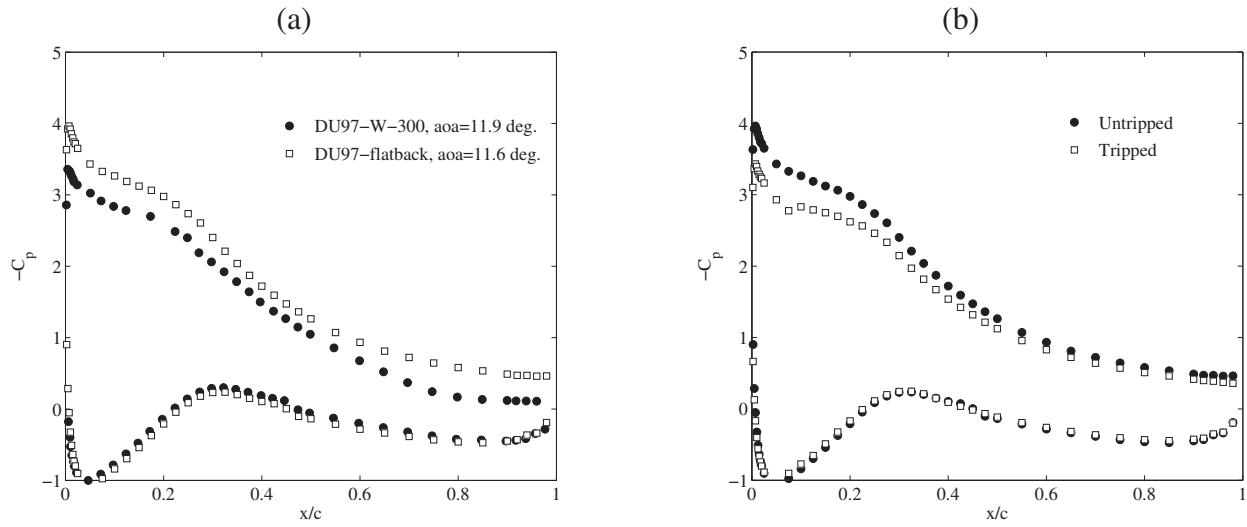 (a)
5
4
3
2
1
0
−1
0
0.2
0.4
0.6
0.8
1
x/c
−Cp
DU97−W−300, aoa=11.9 deg.
DU97−flatback, aoa=11.6 deg.
(b)
5
4
3
2
1
0
−1
0
0.2
0.4
0.6
0.8
1
x/c
−Cp
Untripped
Tripped